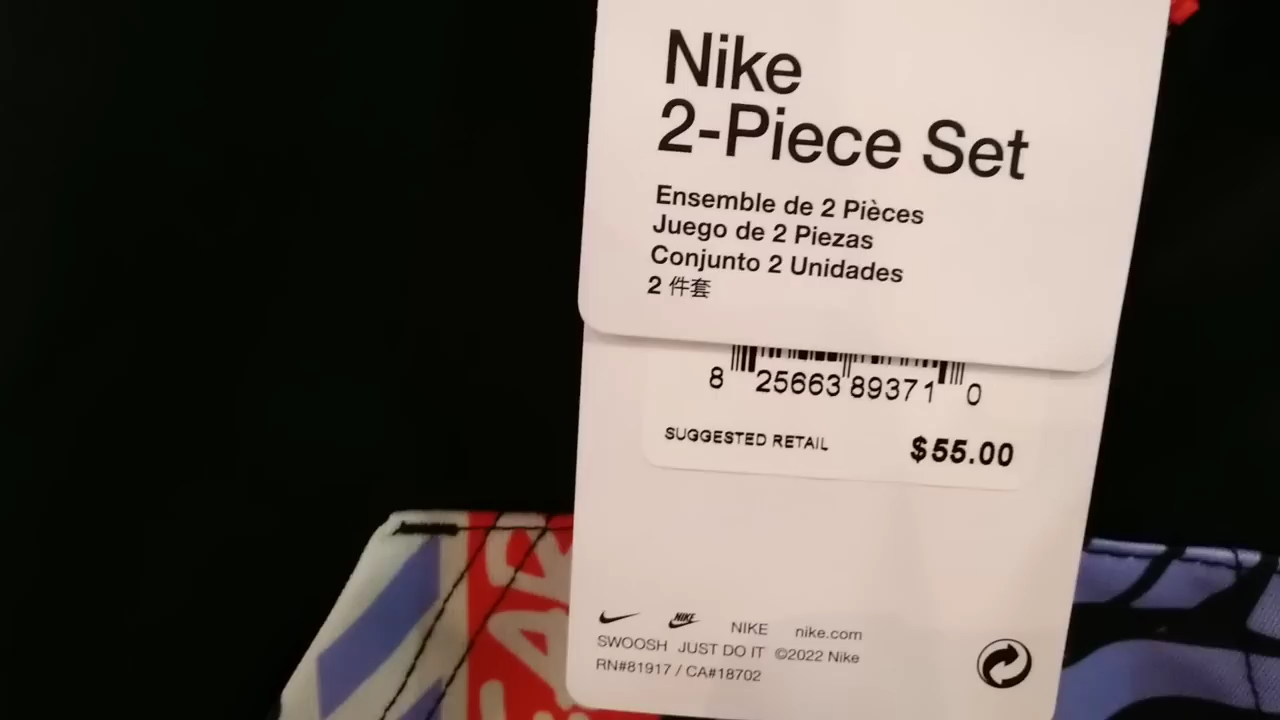 Nike
2-Piece Set
Ensemble de 2 Pièces
Juego de 2 Piezas
Conjunto 2 Unidades
2 件套
8 25663 89371 0
SUGGESTED RETAIL $55.00
NIKE NIKE nike.com
SWOOSH JUST DO IT ©2022 Nike
RN#81917 / CA#18702